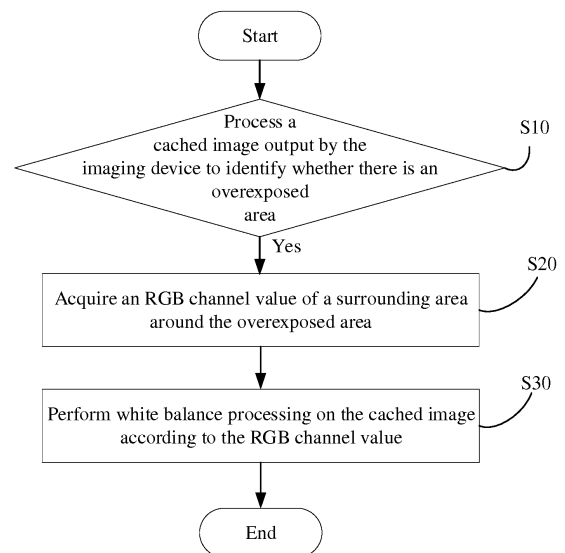 Start
Process a
cached image output by the
imaging device to identify whether there is an
overexposed
area
S10
Yes
S20
Acquire an RGB channel value of a surrounding area
around the overexposed area
S30
Perform white balance processing on the cached image
according to the RGB channel value
End